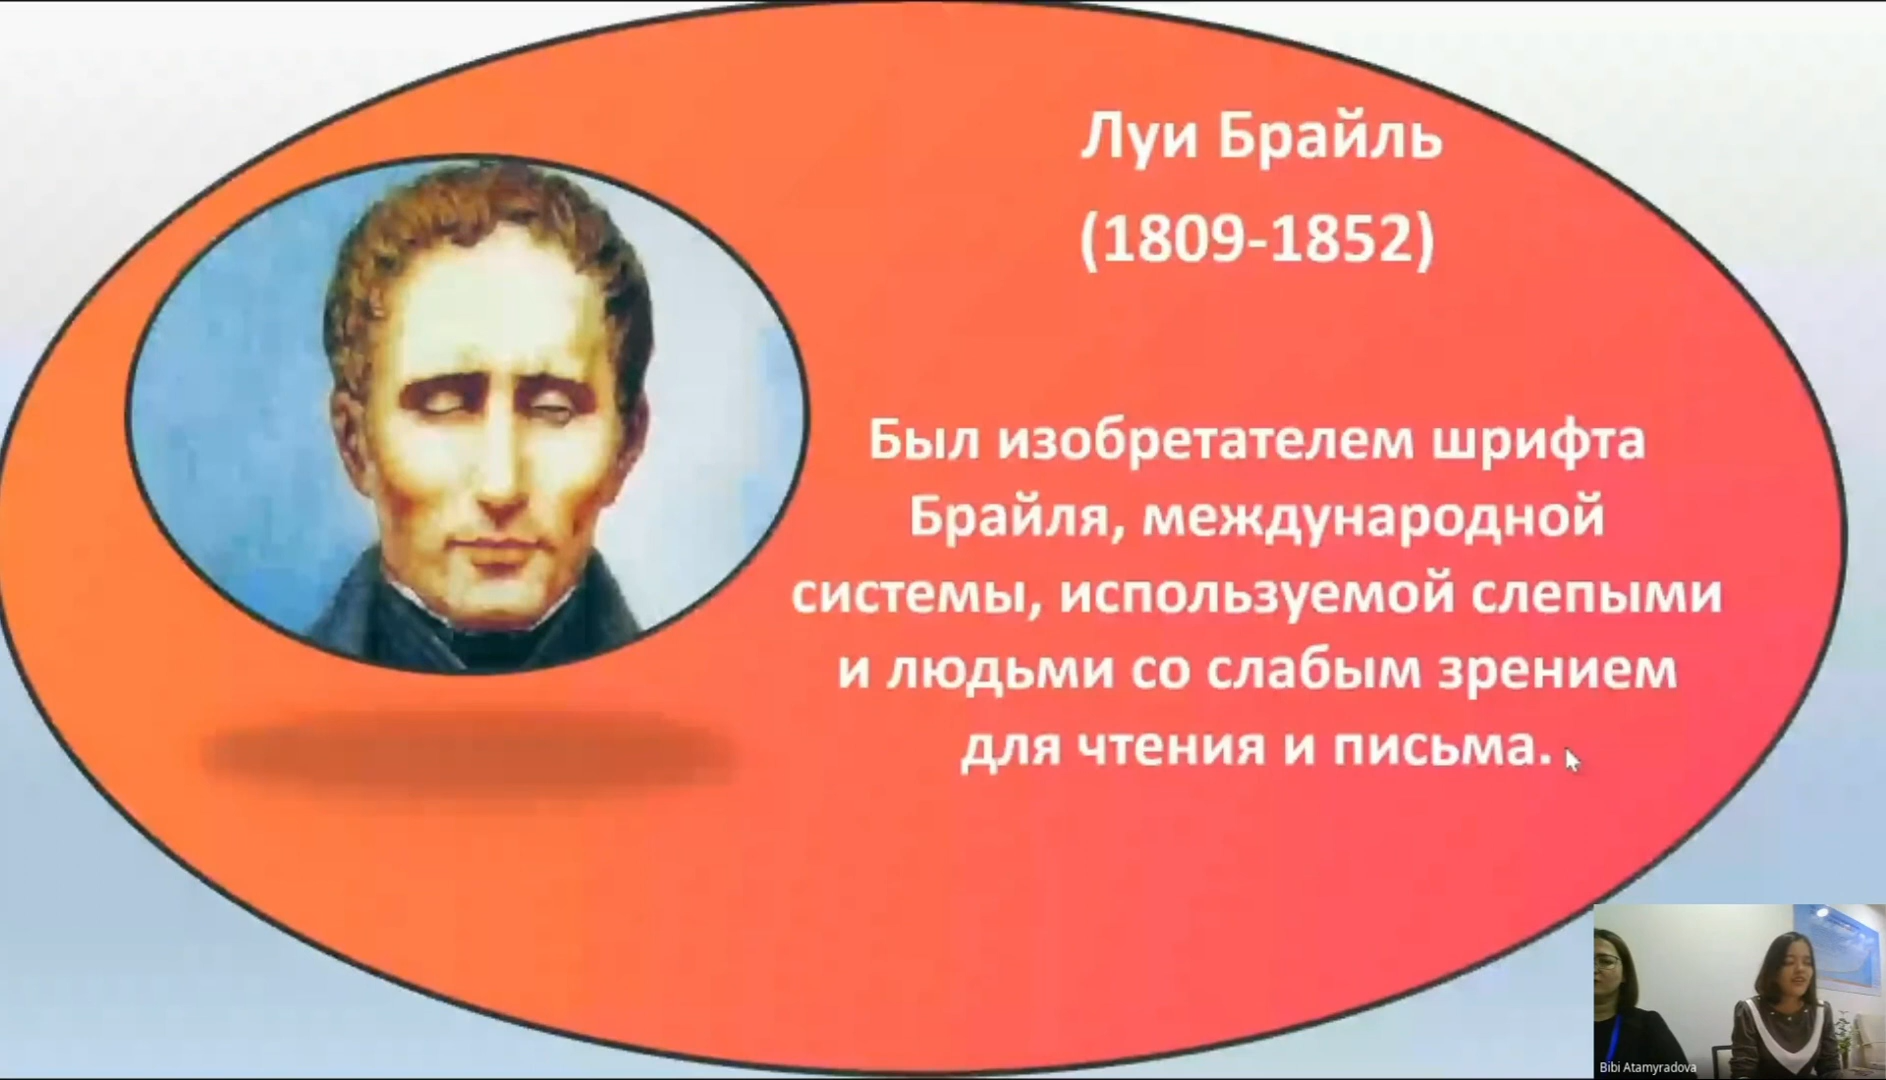 Луи Брайль
(1809-1852)
Был изобретателем шрифта
Брайля, международной
системы, используемой слепыми
и людьми со слабым зрением
для чтения и письма.
Bibi Atamyradova